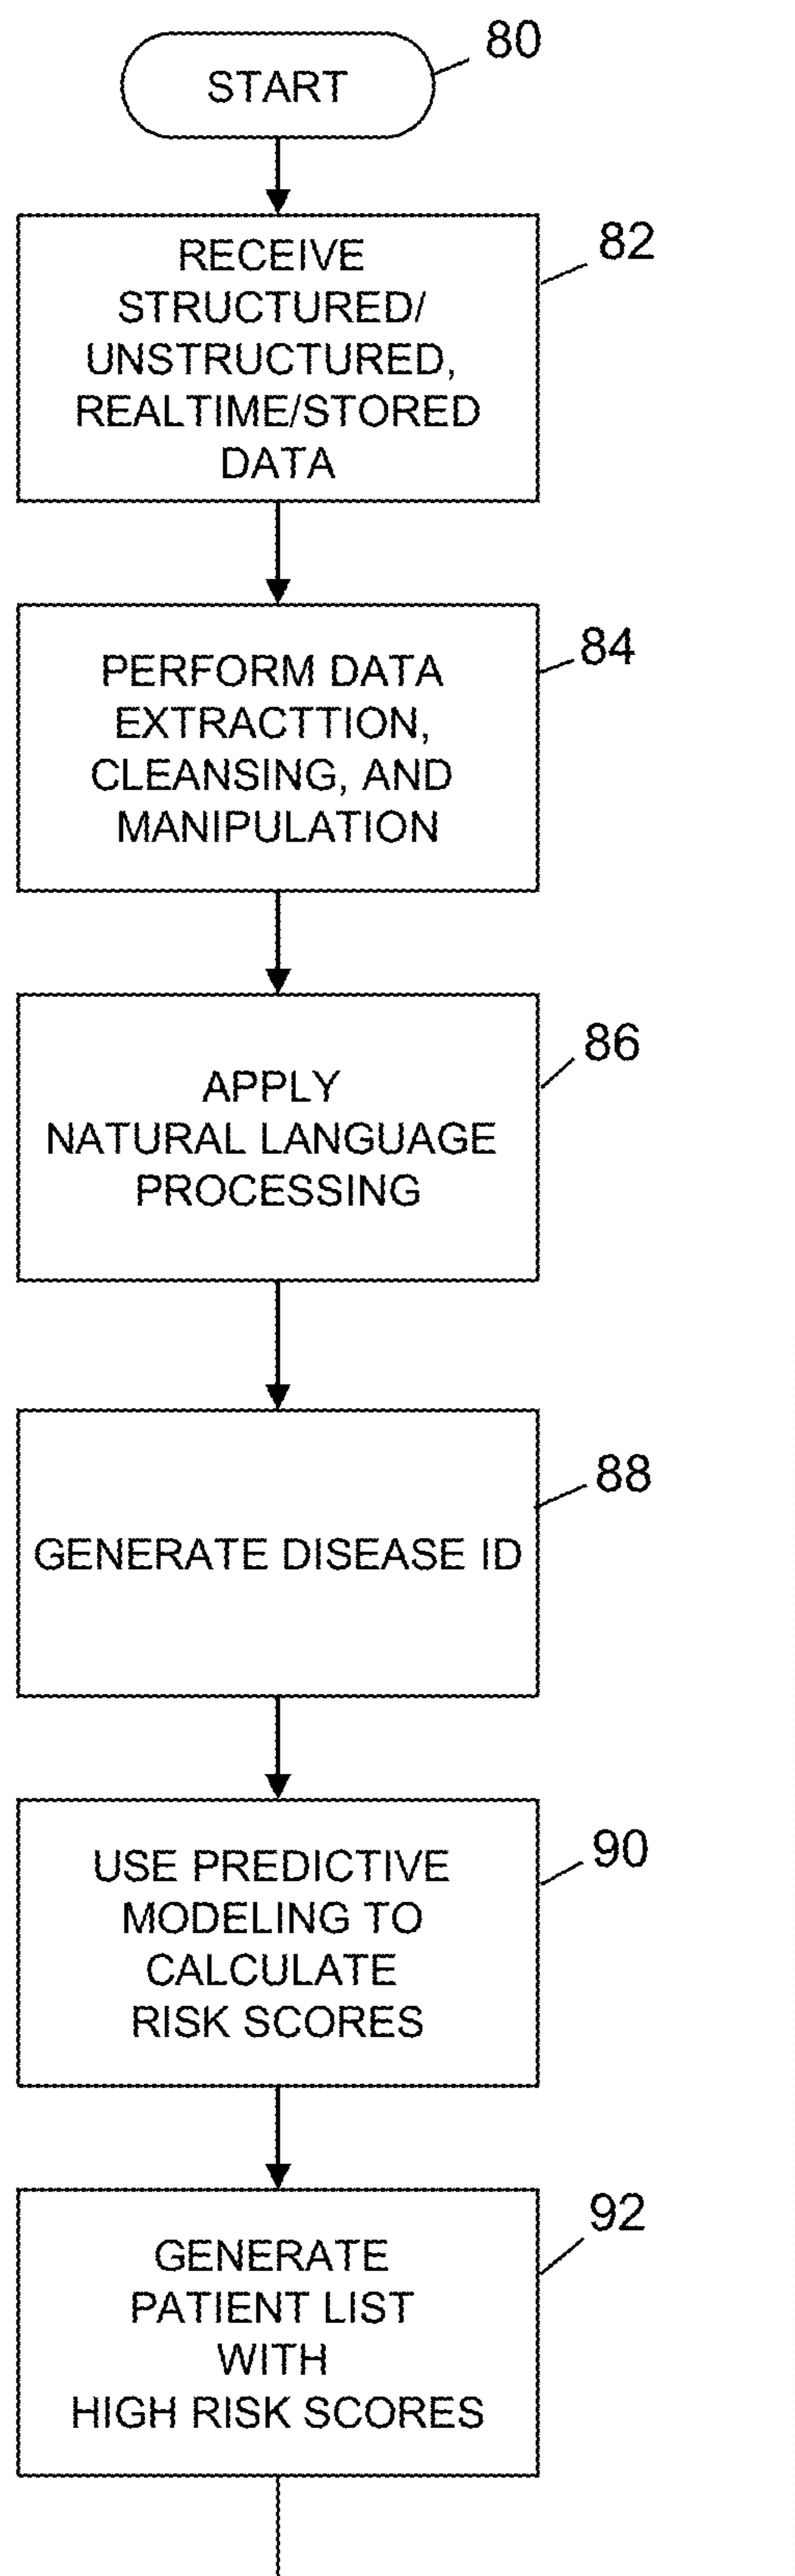 80
START
82
RECEIVE
STRUCTURED/
UNSTRUCTURED,
REALTIME/STORED
DATA
84
PERFORM DATA
EXTRACTTION,
CLEANSING, AND
MANIPULATION
86
APPLY
NATURAL LANGUAGE
PROCESSING
88
GENERATE DISEASE ID
90
USE PREDICTIVE
MODELING TO
CALCULATE
RISK SCORES
92
GENERATE
PATIENT LIST
WITH
HIGH RISK SCORES